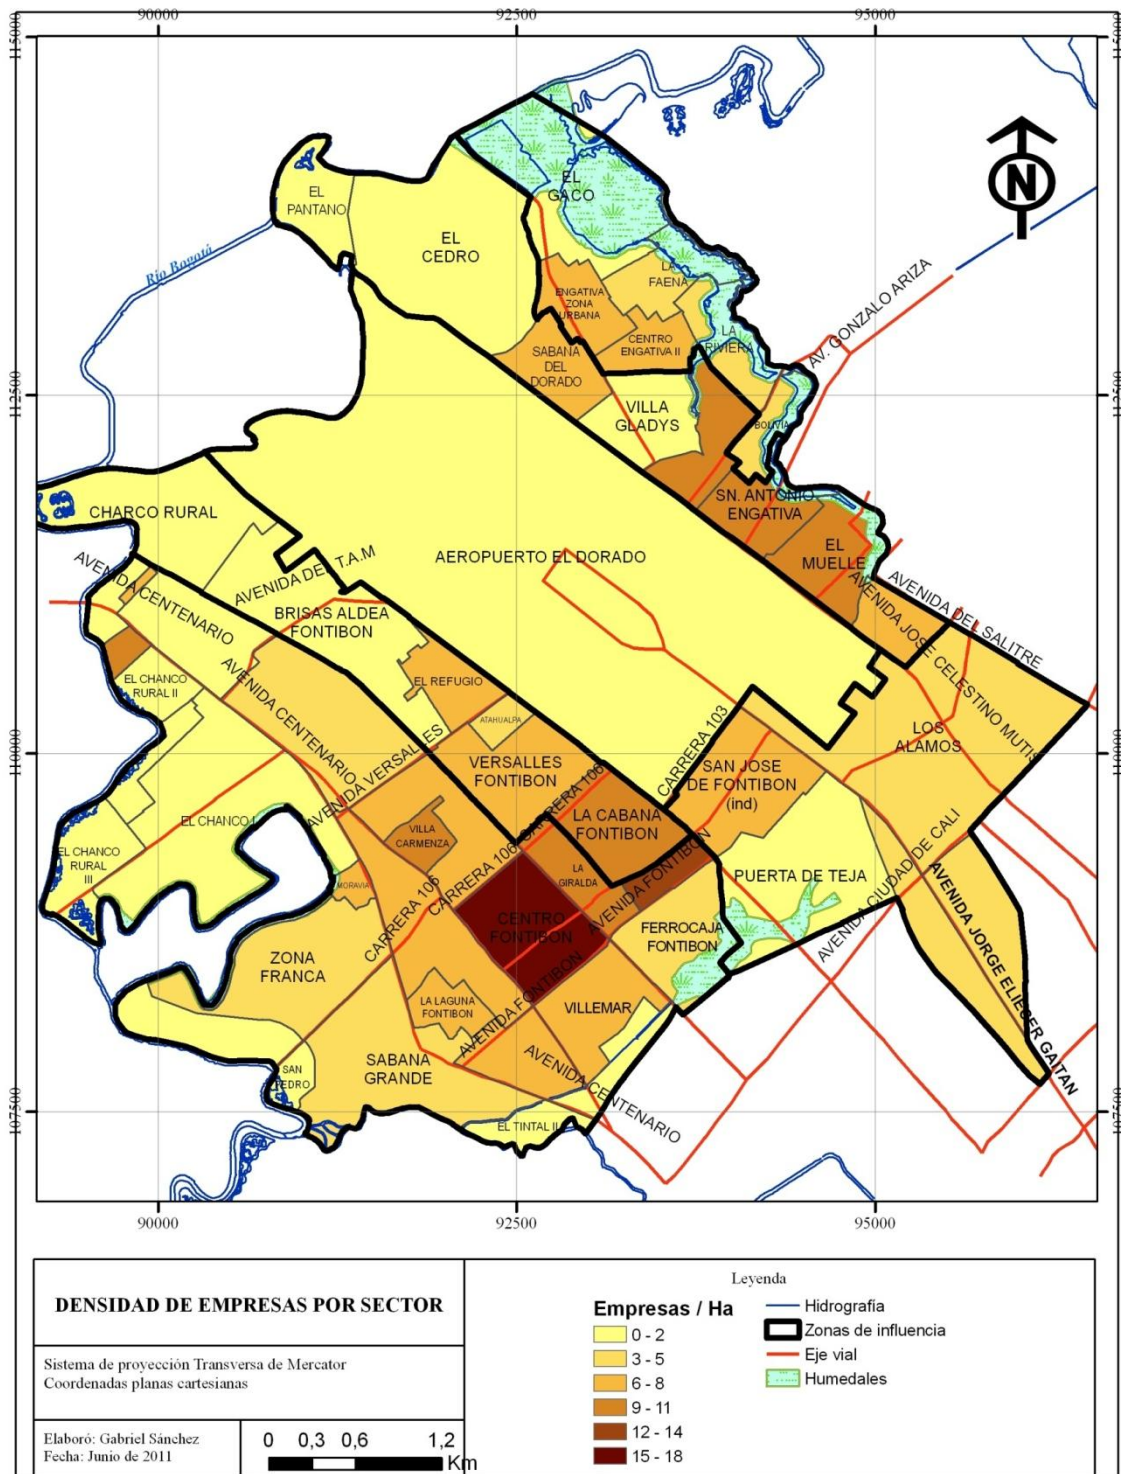 90000
92500
95000
115000
115000
EL
GACO
EL
PANTANO
N
EL
CEDRO
Río Bogotá
LA
FAENA
AV. GONZALO ARIZA
ENGATIVA
ZONA
URBANA
LA
RIVIERA
CENTRO
ENGATIVA II
SABANA
DEL
DORADO
112500
112500
VILLA
GLADYS
BOLIVIA
CHARCO RURAL
SN. ANTONIO
ENGATIVA
EL
MUELLE
AEROPUERTO EL DORADO
AVENIDA DEL T.A.M
AVENIDA CENTENARIO
AVENIDA DEL SALITRE
AVENIDA JOSE CELESTINO MUTIS
BRISAS ALDEA
FONTIBON
EL CHANCO
RURAL II
EL REFUGIO
AVENIDA CENTENARIO
ATAHUALPA
CARRERA 103
LOS
ALAMOS
110000
110000
AVENIDA VERSALLES
VERSALLES
FONTIBON
SAN JOSE
DE FONTIBON
(ind)
CARRERA 106
LA CABANA
FONTIBON
EL CHANCO I
VILLA
CARMENZA
EL CHANCO
RURAL
III
CARRERA 106
LA
GIRALDA
AVENIDA FONTIBON
PUERTA DE TEJA
AVENIDA CIUDAD DE CALI
MORAVIA
CARRERA 106
CENTRO
FONTIBON
FERROCAJA
FONTIBON
AVENIDA JORGE ELIECER GAITAN
ZONA
FRANCA
LA LAGUNA
FONTIBON
AVENIDA FONTIBON
VILLEMAR
SABANA
GRANDE
AVENIDA CENTENARIO
SAN
PEDRO
107500
107500
EL TINTAL II
90000
92500
95000
DENSIDAD DE EMPRESAS POR SECTOR
Sistema de proyección Transversa de Mercator
Coordenadas planas cartesianas
Elaboró: Gabriel Sánchez
Fecha: Junio de 2011
0 0,3 0,6 1,2
Km
Leyenda
Empresas / Ha
0 - 2
3 - 5
6 - 8
9 - 11
12 - 14
15 - 18
Hidrografía
Zonas de influencia
Eje vial
Humedales